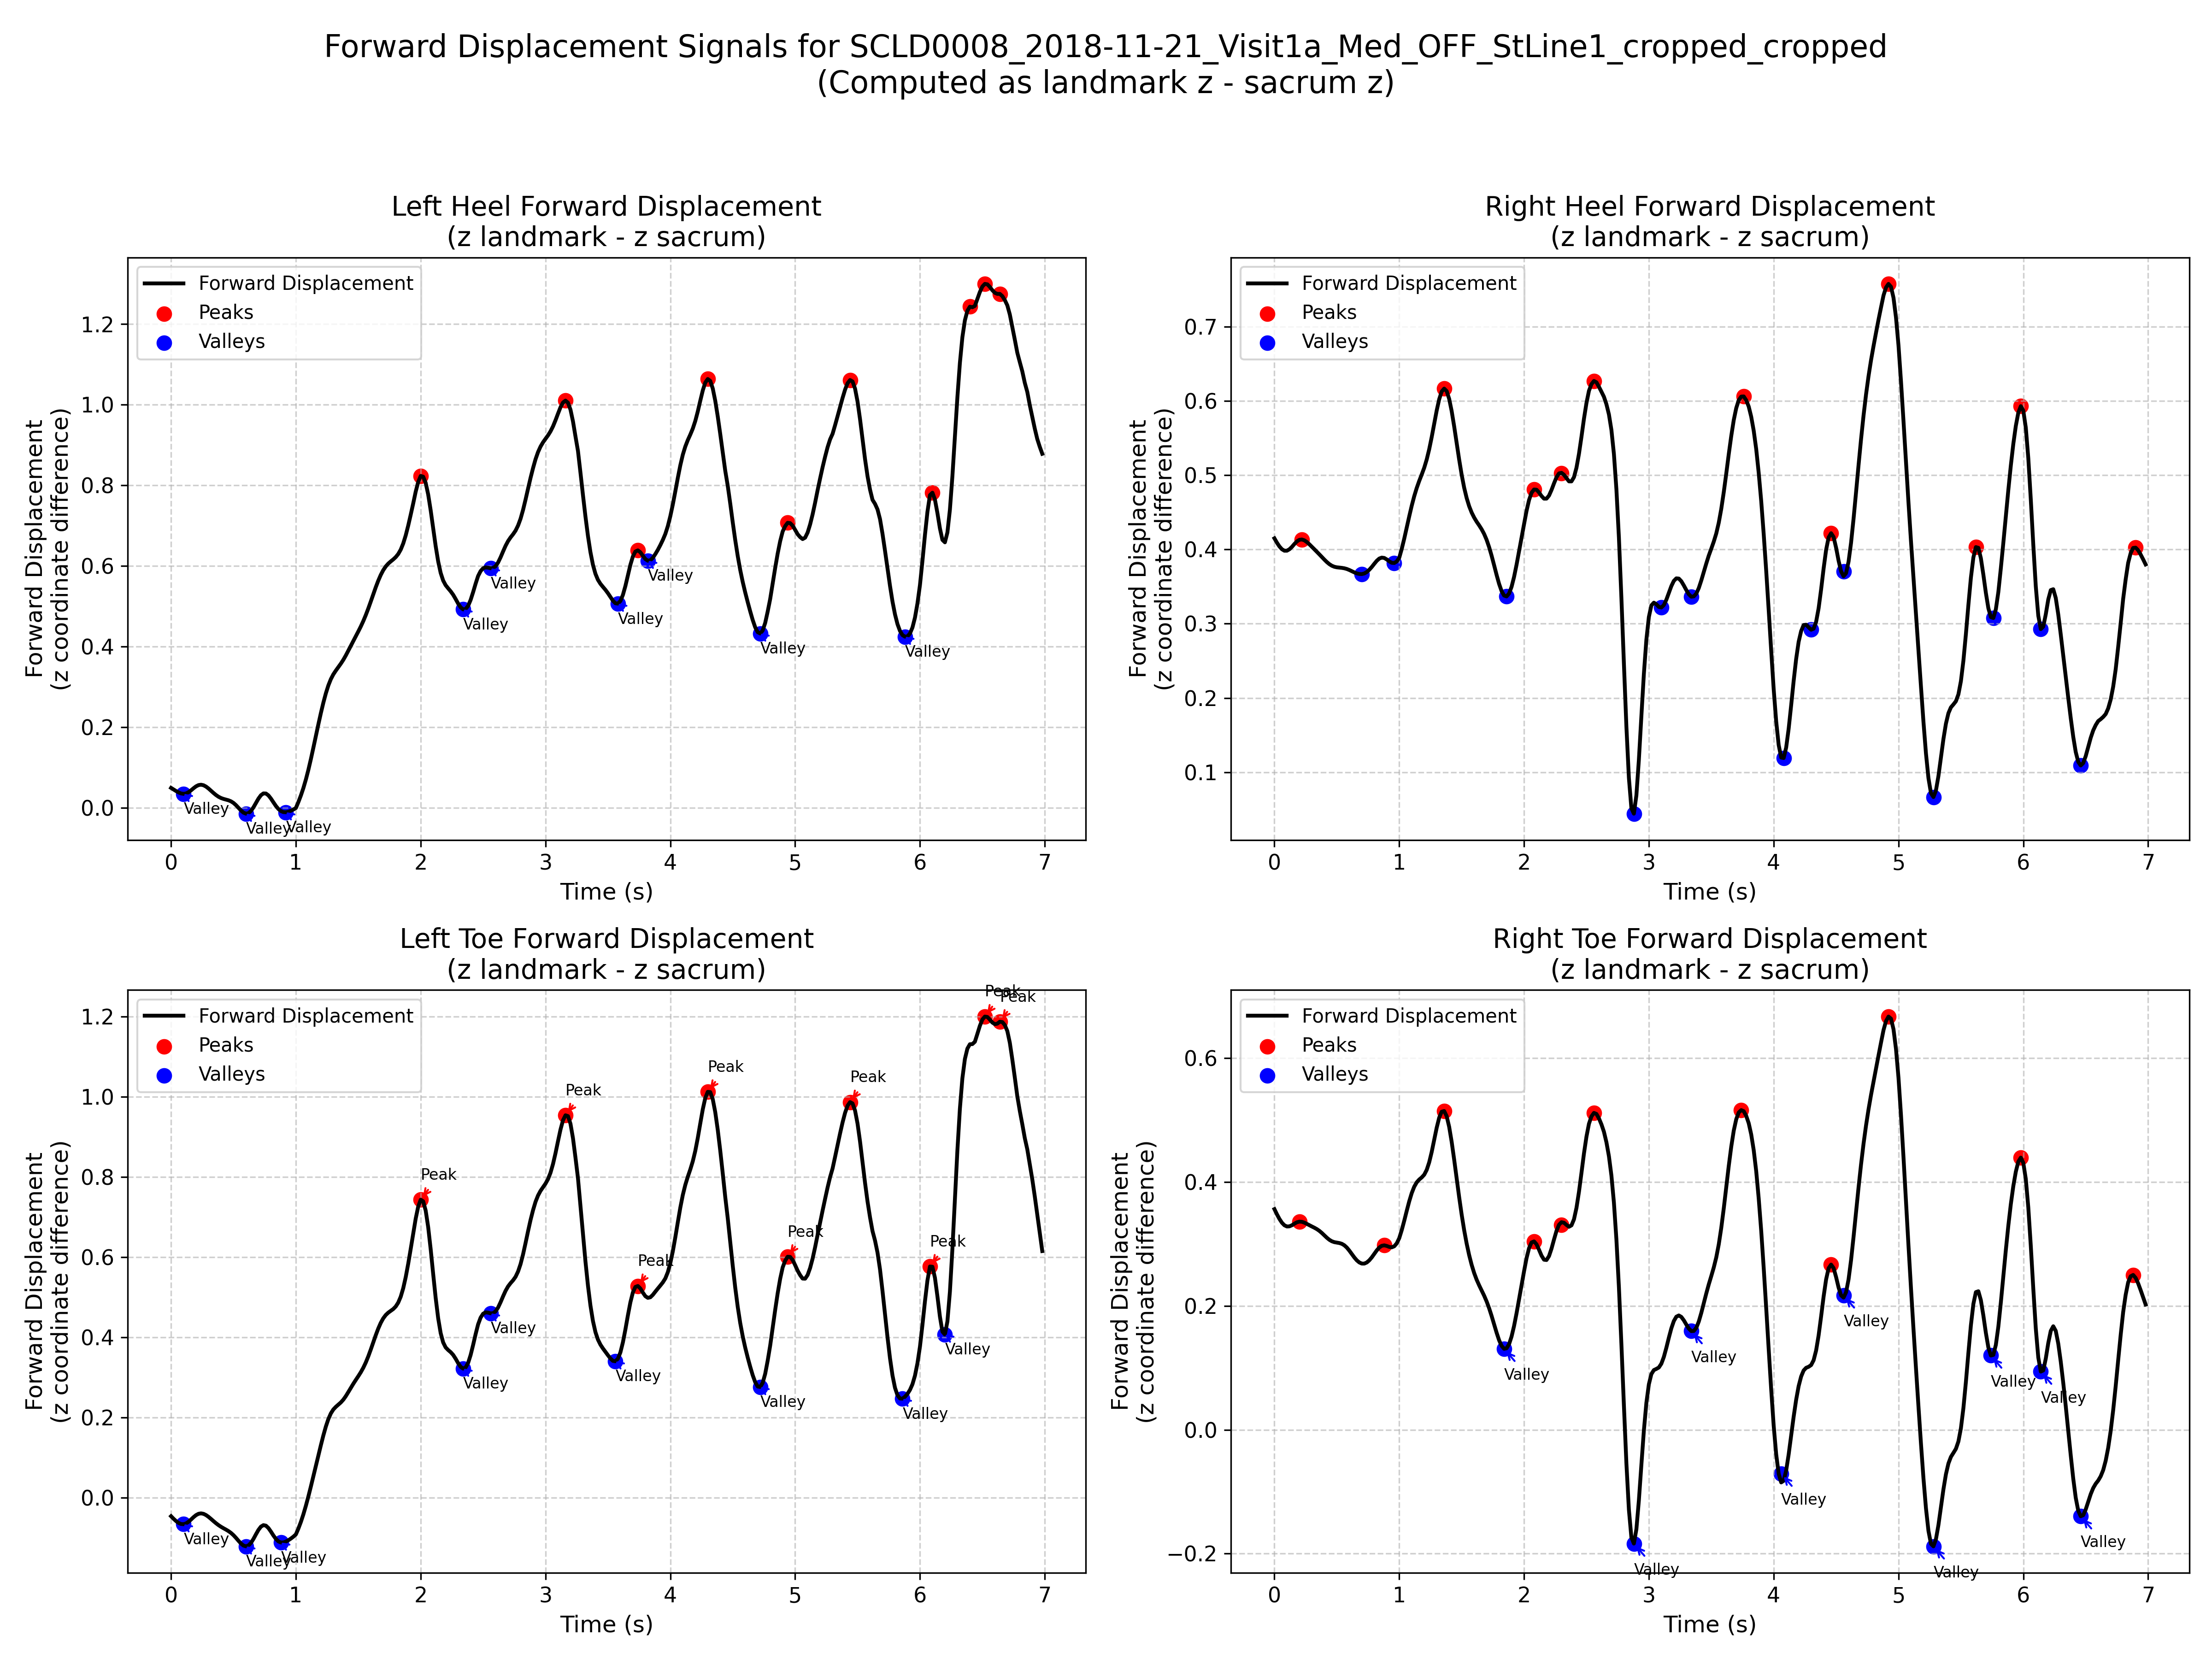 Forward Displacement Signals for SCLD0008_2018-11-21_Visit1a_Med_OFF_StLine1_cropped_cropped
(Computed as landmark z - sacrum z)
Left Heel Forward Displacement
(z landmark - z sacrum)
Forward Displacement
Peaks
Valleys
Forward Displacement
(z coordinate difference)
1.2
1.0
0.8
0.6
0.4
0.2
0.0
Valley
Valley
Valley
Valley
Valley
Valley
Valley
Valley
Valley
0 1 2 3 4 5 6 7
Time (s)
Right Heel Forward Displacement
(z landmark - z sacrum)
Forward Displacement
Peaks
Valleys
Forward Displacement
(z coordinate difference)
0.7
0.6
0.5
0.4
0.3
0.2
0.1
0 1 2 3 4 5 6 7
Time (s)
Left Toe Forward Displacement
(z landmark - z sacrum)
Forward Displacement
Peaks
Valleys
Forward Displacement
(z coordinate difference)
1.2
1.0
0.8
0.6
0.4
0.2
0.0
Peak
Peak
Peak
Peak
Peak
Peak
Peak
Peak
Peak
Valley
Valley
Valley
Valley
Valley
Valley
Valley
Valley
Valley
0 1 2 3 4 5 6 7
Time (s)
Right Toe Forward Displacement
(z landmark - z sacrum)
Forward Displacement
Peaks
Valleys
Forward Displacement
(z coordinate difference)
0.6
0.4
0.2
0.0
−0.2
Valley
Valley
Valley
Valley
Valley
Valley
Valley
Valley
Valley
0 1 2 3 4 5 6 7
Time (s)